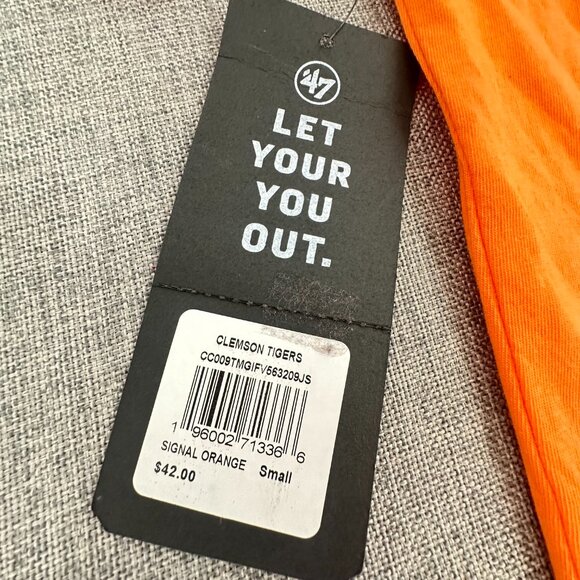 '47
LET
YOUR
YOU
OUT.
CLEMSON TIGERS
CC009TMGIFV563209JS
1 96002 71336 6
SIGNAL ORANGE Small
$42.00